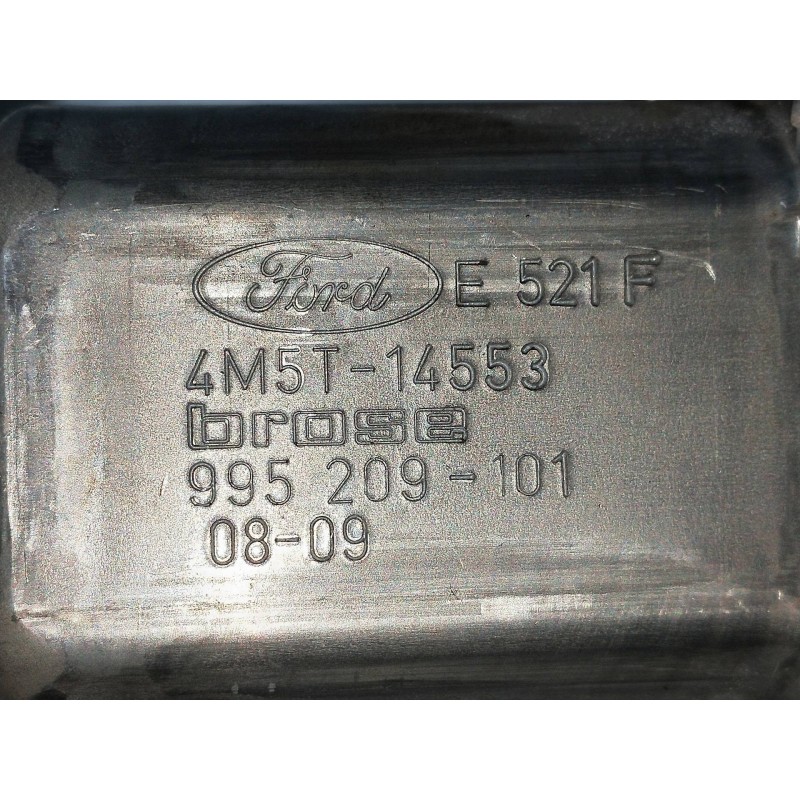 Ford E 521 F
4M5T-14553
brose
995 209-101
08-09